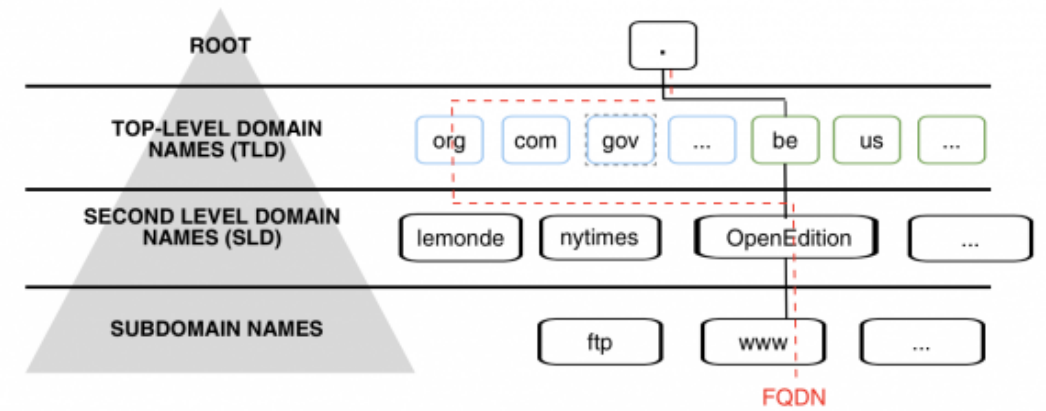 ROOT
.
TOP-LEVEL DOMAIN
NAMES (TLD)
org com gov ... be us ...
SECOND LEVEL DOMAIN
NAMES (SLD)
lemonde nytimes OpenEdition ...
SUBDOMAIN NAMES
ftp www ...
FQDN